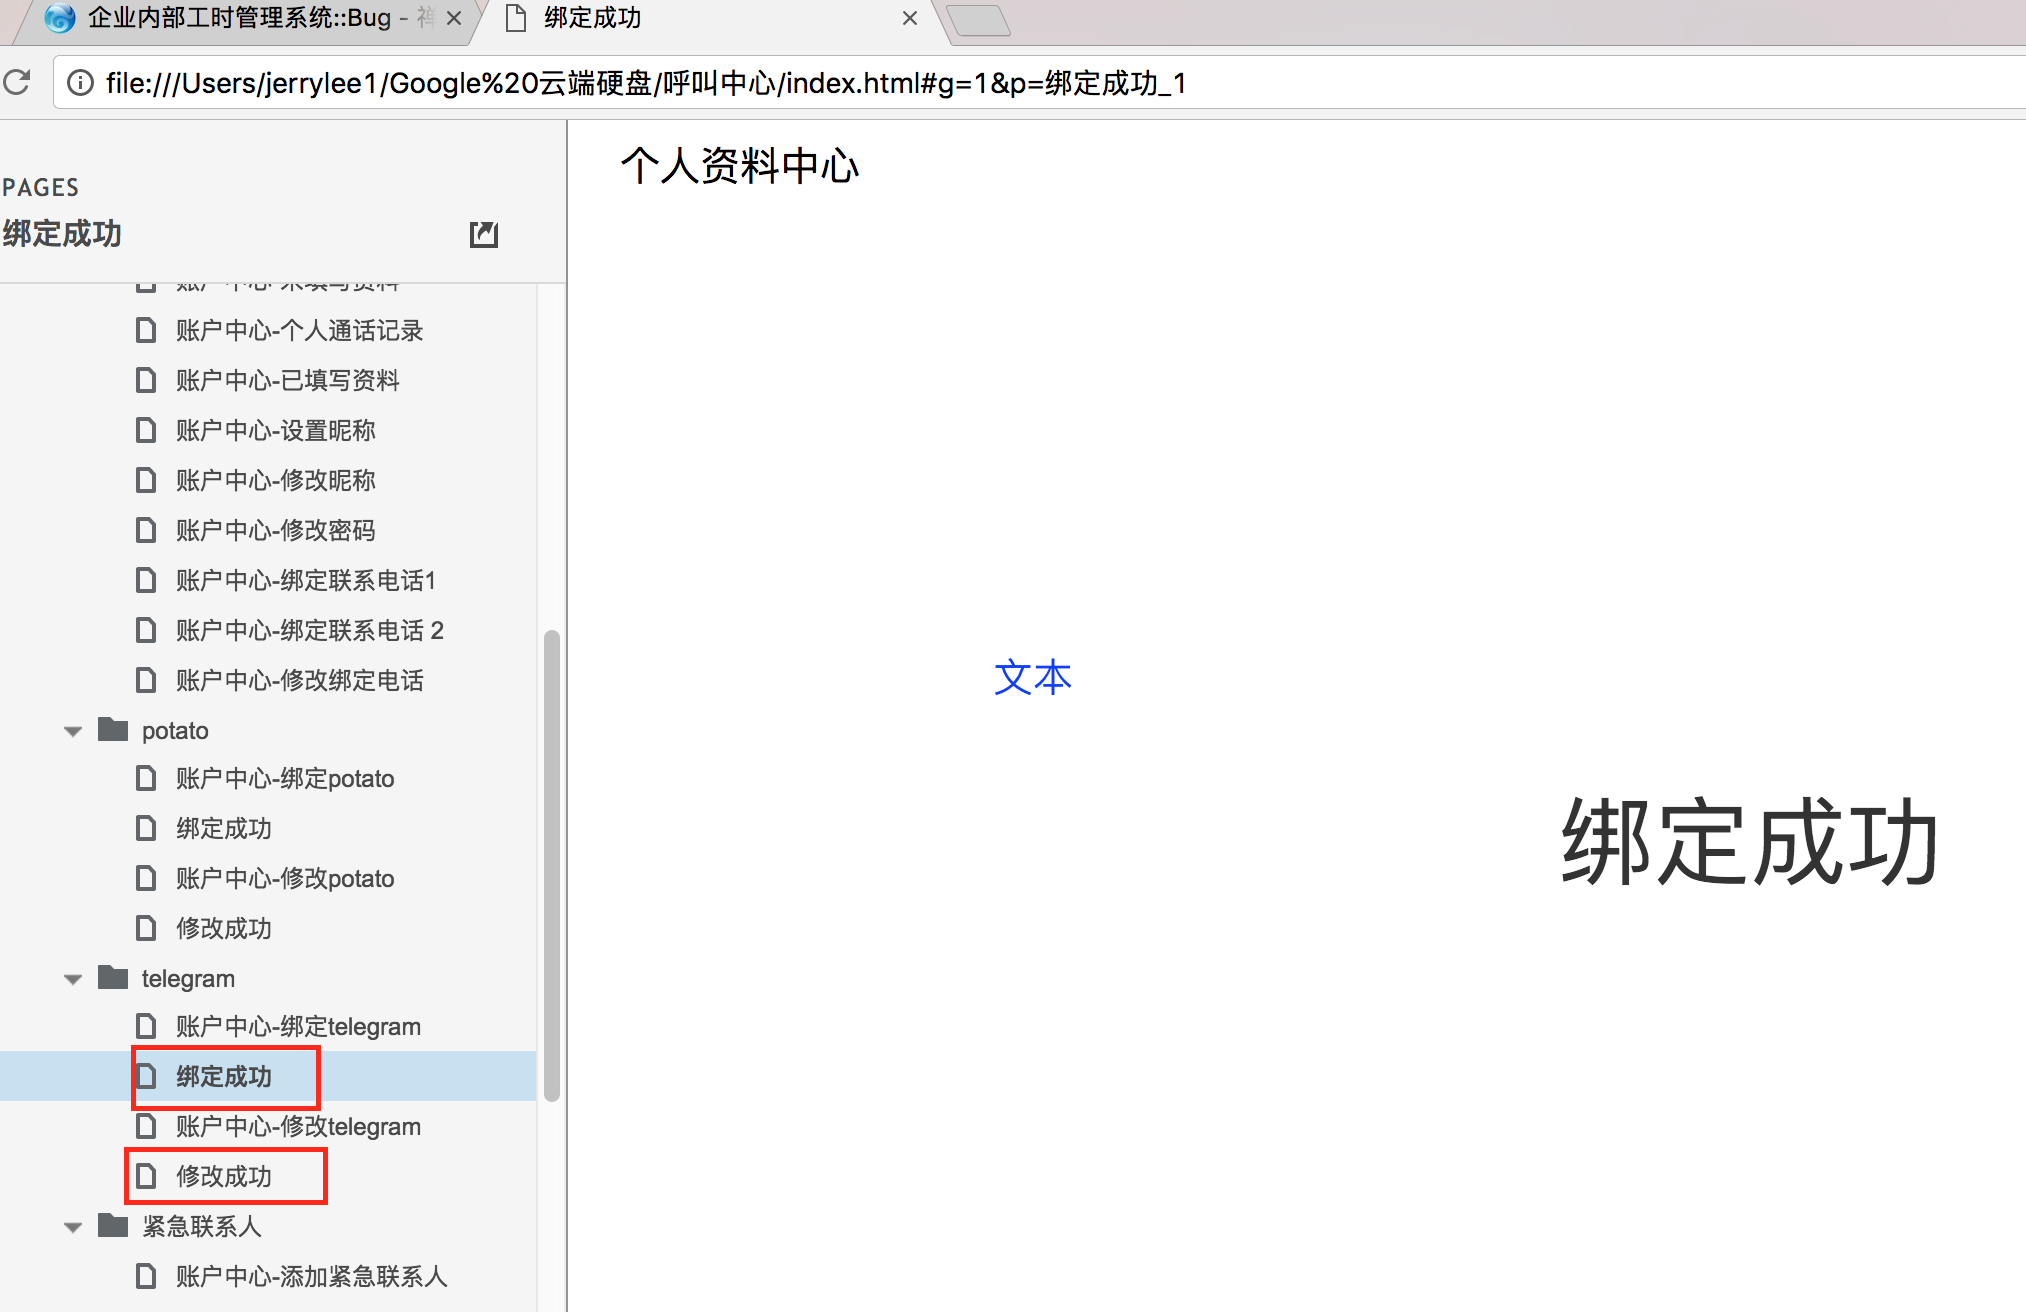 企业内部工时管理系统::Bug - 禅
绑定成功
file:///Users/jerrylee1/Google%20云端硬盘/呼叫中心/index.html#g=1&p=绑定成功_1
PAGES
绑定成功
账户中心-未填写资料
账户中心-个人通话记录
账户中心-已填写资料
账户中心-设置昵称
账户中心-修改昵称
账户中心-修改密码
账户中心-绑定联系电话1
账户中心-绑定联系电话 2
账户中心-修改绑定电话
potato
账户中心-绑定potato
绑定成功
账户中心-修改potato
修改成功
telegram
账户中心-绑定telegram
绑定成功
账户中心-修改telegram
修改成功
紧急联系人
账户中心-添加紧急联系人
个人资料中心
文本
绑定成功